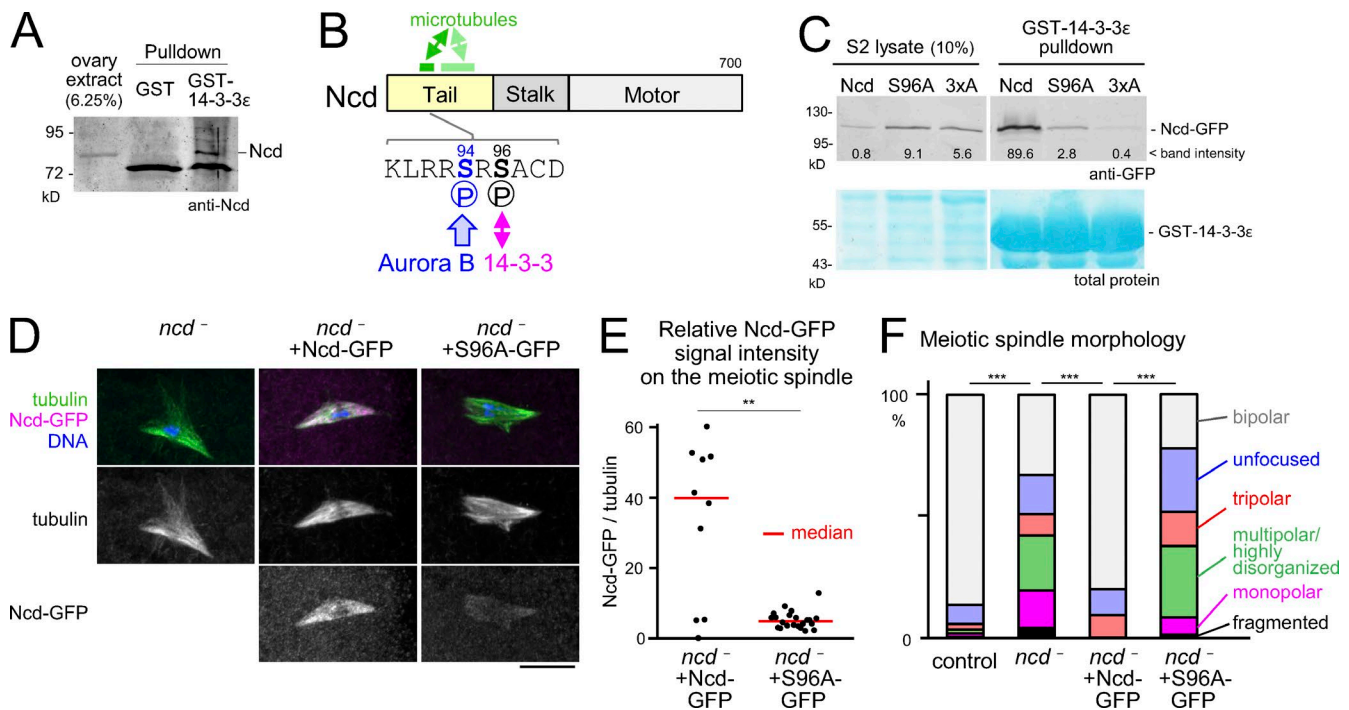 A
Pulldown
ovary
extract
(6.25%)
GST
GST-
14-3-3ε
95 -
72 -
kD
Ncd
anti-Ncd
B
microtubules
700
Ncd
Tail
Stalk
Motor
94 96
KLRRSRSACD
P P
Aurora B 14-3-3
C
S2 lysate (10%)
GST-14-3-3ε
pulldown
Ncd S96A 3xA Ncd S96A 3xA
130-
95-
kD
- Ncd-GFP
0.8 9.1 5.6 89.6 2.8 0.4 < band intensity
anti-GFP
55-
43-
kD
- GST-14-3-3ε
total protein
D
ncd –
ncd –
+Ncd-GFP
ncd –
+S96A-GFP
tubulin
Ncd-GFP
DNA
tubulin
Ncd-GFP
E
Relative Ncd-GFP
signal intensity
on the meiotic spindle
**
60
40
20
0
Ncd-GFP / tubulin
median
ncd –
+Ncd-
GFP
ncd –
+S96A-
GFP
F
Meiotic spindle morphology
*** *** ***
100
%
0
bipolar
unfocused
tripolar
multipolar/
highly
disorganized
monopolar
fragmented
control
ncd –
ncd –
+Ncd-
GFP
ncd –
+S96A-
GFP